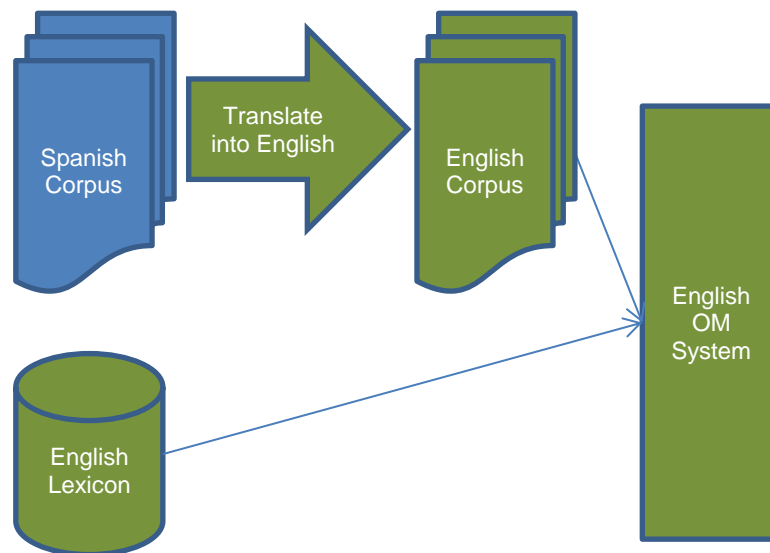 Spanish
Corpus
Translate
into English
English
Corpus
English
OM
System
English
Lexicon